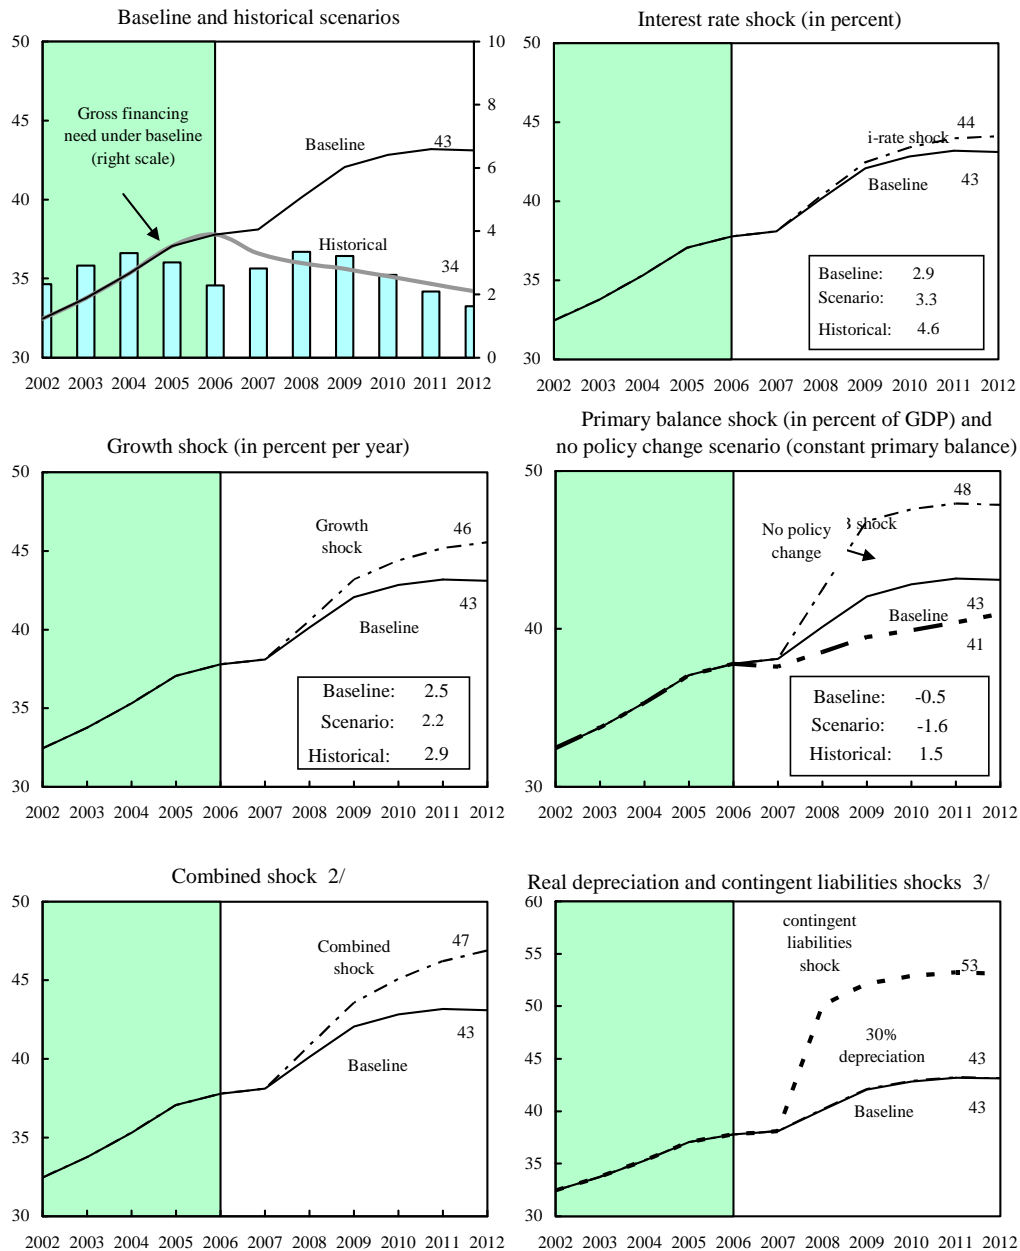 Baseline and historical scenarios
50
45
40
35
30
10
8
6
4
2
0
Gross financing
need under baseline
(right scale)
Baseline
43
Historical
34
2002 2003 2004 2005 2006 2007 2008 2009 2010 2011 2012
Interest rate shock (in percent)
50
45
40
35
30
44
i-rate shock
Baseline
43
Baseline: 2.9
Scenario: 3.3
Historical: 4.6
2002 2003 2004 2005 2006 2007 2008 2009 2010 2011 2012
Growth shock (in percent per year)
50
45
40
35
30
Growth
shock
46
43
Baseline
Baseline: 2.5
Scenario: 2.2
Historical: 2.9
2002 2003 2004 2005 2006 2007 2008 2009 2010 2011 2012
Primary balance shock (in percent of GDP) and
no policy change scenario (constant primary balance)
50
45
40
35
30
48
shock
No policy
change
43
Baseline
41
Baseline: -0.5
Scenario: -1.6
Historical: 1.5
2002 2003 2004 2005 2006 2007 2008 2009 2010 2011 2012
Combined shock 2/
50
45
40
35
30
Combined
shock
47
43
Baseline
2002 2003 2004 2005 2006 2007 2008 2009 2010 2011 2012
Real depreciation and contingent liabilities shocks 3/
60
55
50
45
40
35
30
contingent
liabilities
shock
53
30%
depreciation
43
Baseline
43
2002 2003 2004 2005 2006 2007 2008 2009 2010 2011 2012